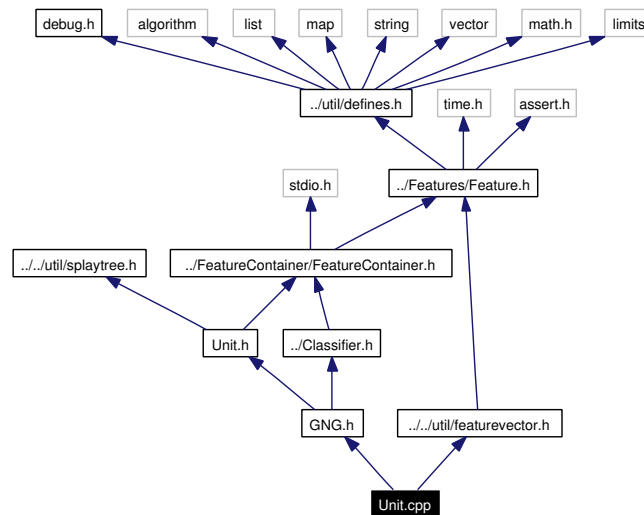 debug.h
algorithm
list
map
string
vector
math.h
limits
../util/defines.h
time.h
assert.h
stdio.h
../Features/Feature.h
../../util/splaytree.h
../FeatureContainer/FeatureContainer.h
Unit.h
../Classifier.h
GNG.h
../../util/featurevector.h
Unit.cpp